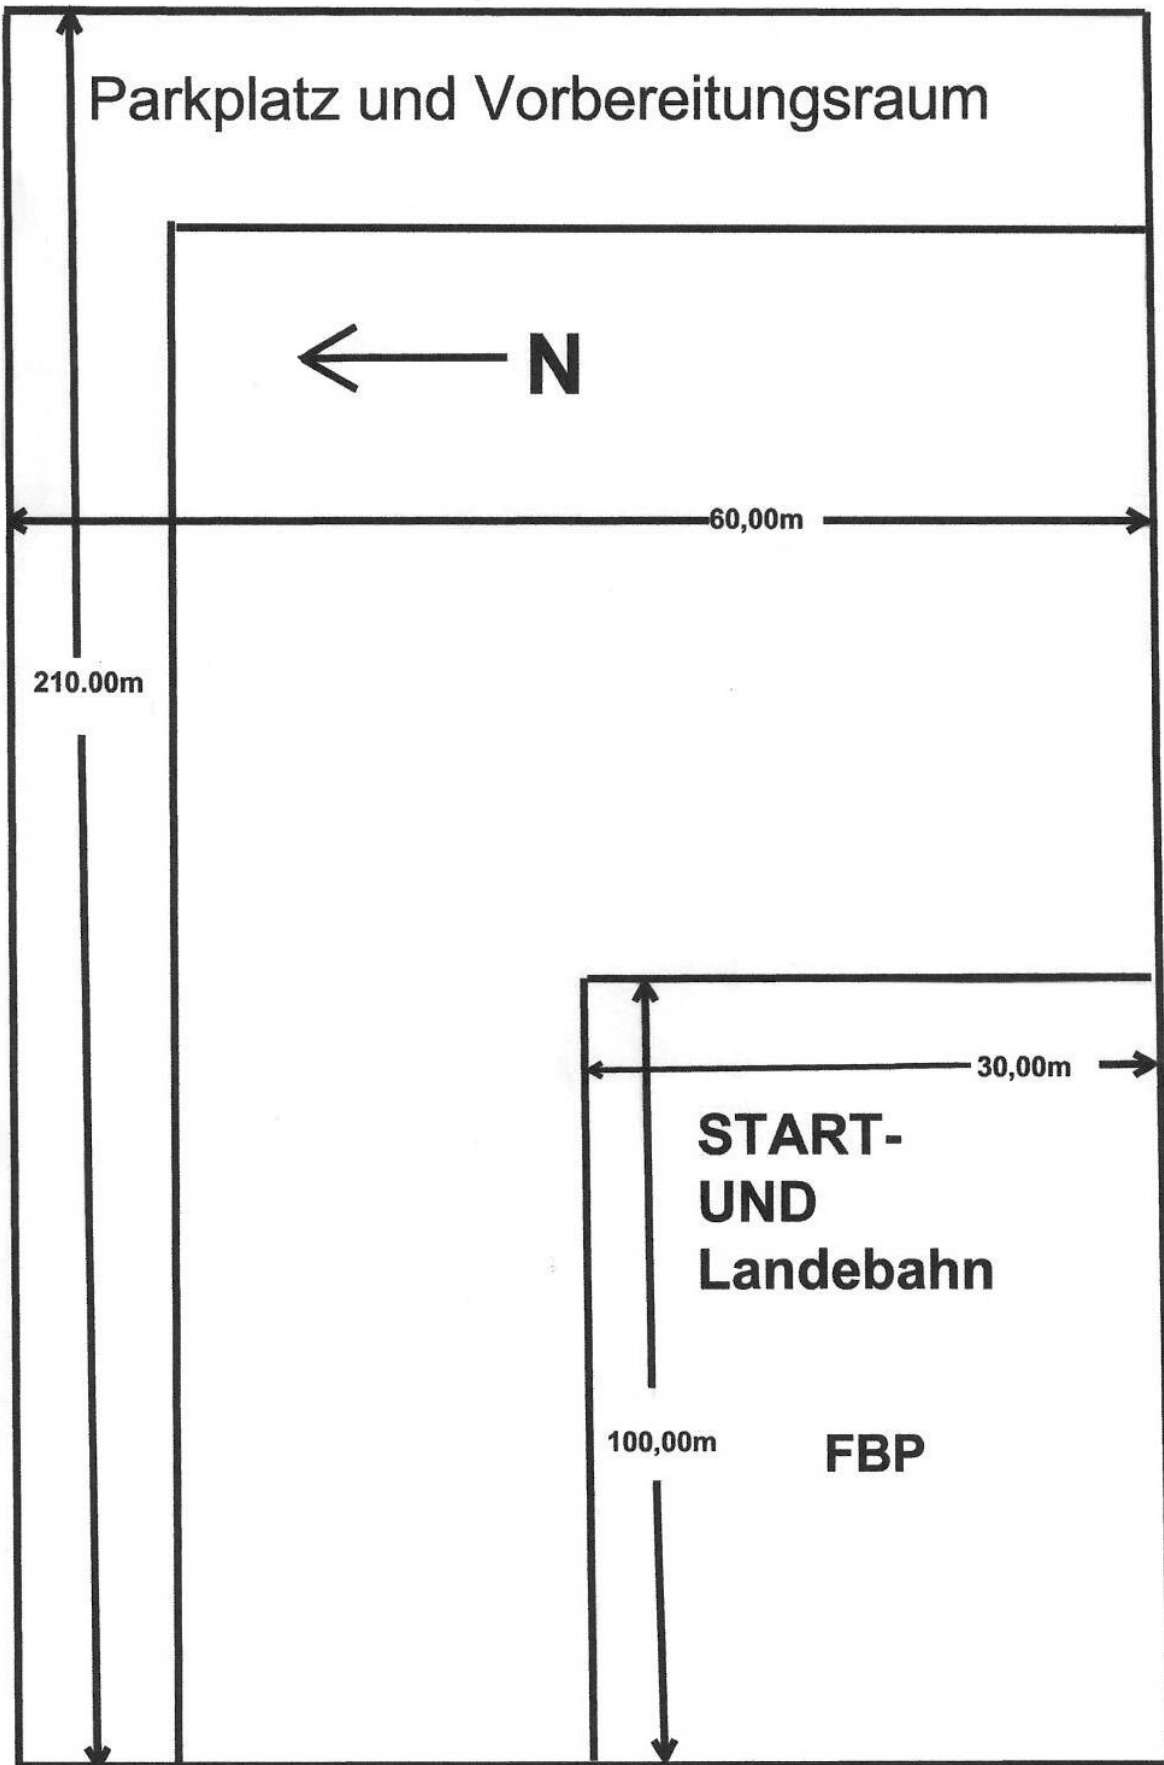 Parkplatz und Vorbereitungsraum
N
60,00m
210.00m
30,00m
START-
UND
Landebahn
100,00m
FBP